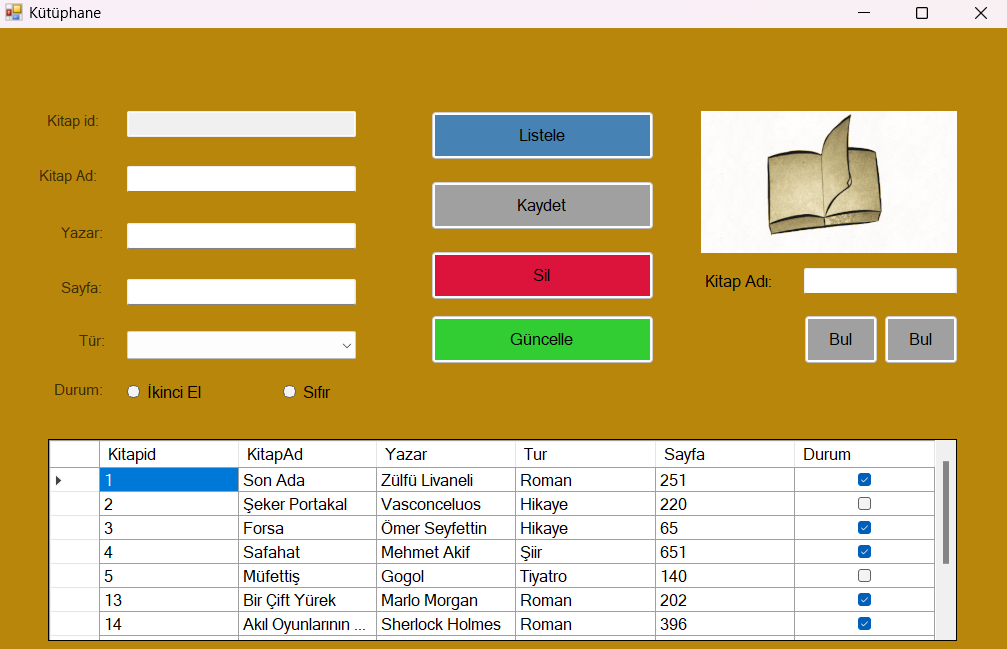 Kütüphane
Kitap id:
Kitap Ad:
Yazar:
Sayfa:
Tür:
Durum: İkinci El Sıfır
Listele
Kaydet
Sil
Güncelle
Kitap Adı:
Bul Bul
Kitapid KitapAd Yazar Tur Sayfa Durum
1 Son Ada Zülfü Livaneli Roman 251
2 Şeker Portakal Vasconceluos Hikaye 220
3 Forsa Ömer Seyfettin Hikaye 65
4 Safahat Mehmet Akif Şiir 651
5 Müfettiş Gogol Tiyatro 140
13 Bir Çift Yürek Marlo Morgan Roman 202
14 Akıl Oyunlarının ... Sherlock Holmes Roman 396